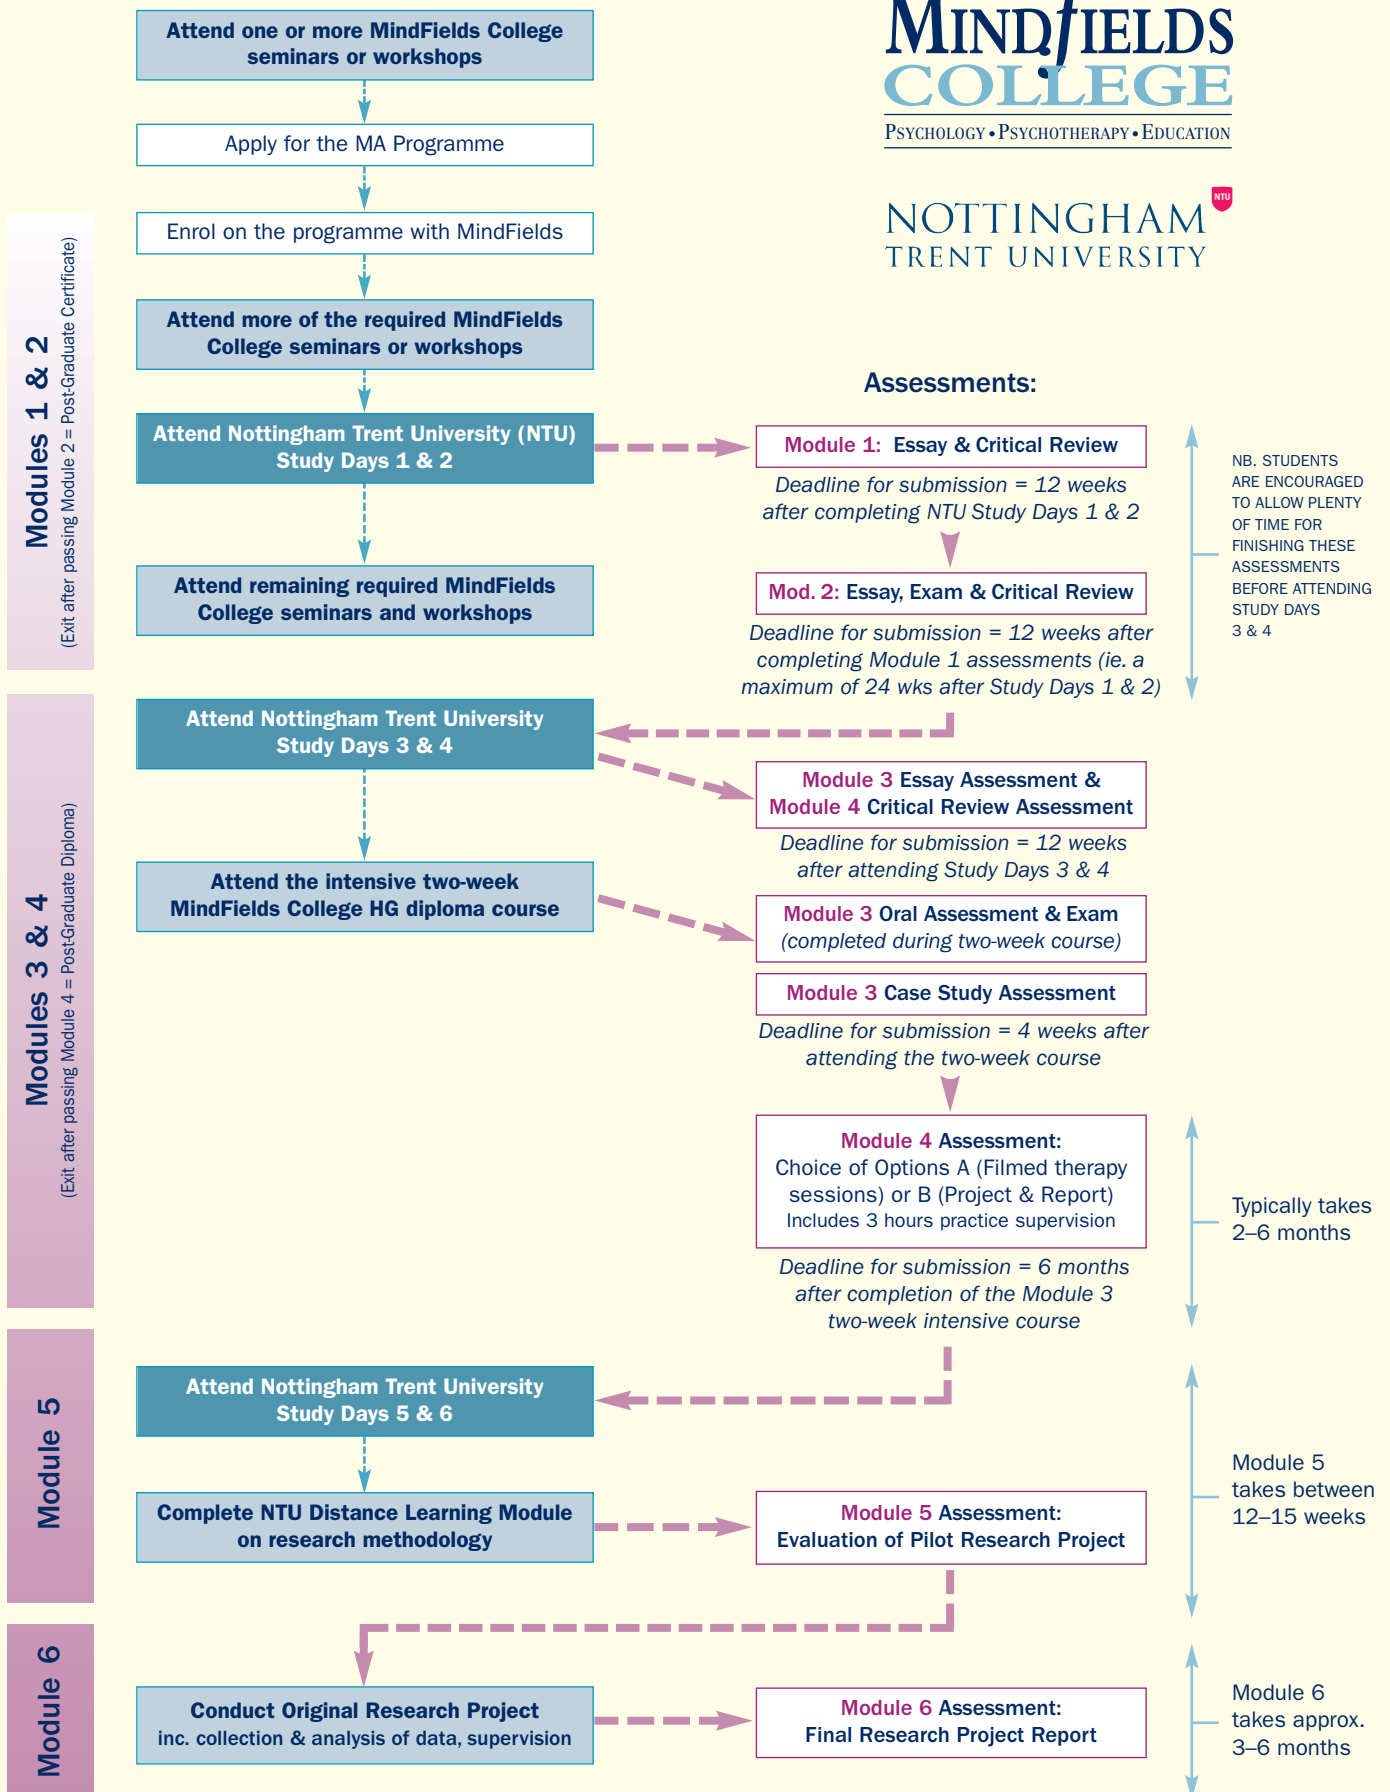 Attend one or more MindFields College
seminars or workshops
Apply for the MA Programme
Enrol on the programme with MindFields
Attend more of the required MindFields
College seminars or workshops
Attend Nottingham Trent University (NTU)
Study Days 1 & 2
Attend remaining required MindFields
College seminars and workshops
Attend Nottingham Trent University
Study Days 3 & 4
Attend the intensive two-week
MindFields College HG diploma course
Attend Nottingham Trent University
Study Days 5 & 6
Complete NTU Distance Learning Module
on research methodology
Conduct Original Research Project
inc. collection & analysis of data, supervision
Modules 1 & 2
(Exit after passing Module 2 = Post-Graduate Certificate)
Modules 3 & 4
(Exit after passing Module 4 = Post-Graduate Diploma)
Module 5
Module 6
MINDfIELDS
COLLEGE
PSYCHOLOGY • PSYCHOTHERAPY • EDUCATION
NTU
NOTTINGHAM
TRENT UNIVERSITY
Assessments:
Module 1: Essay & Critical Review
Deadline for submission = 12 weeks
after completing NTU Study Days 1 & 2
Mod. 2: Essay, Exam & Critical Review
Deadline for submission = 12 weeks after
completing Module 1 assessments (ie. a
maximum of 24 wks after Study Days 1 & 2)
Module 3 Essay Assessment &
Module 4 Critical Review Assessment
Deadline for submission = 12 weeks
after attending Study Days 3 & 4
Module 3 Oral Assessment & Exam
(completed during two-week course)
Module 3 Case Study Assessment
Deadline for submission = 4 weeks after
attending the two-week course
Module 4 Assessment:
Choice of Options A (Filmed therapy
sessions) or B (Project & Report)
Includes 3 hours practice supervision
Deadline for submission = 6 months
after completion of the Module 3
two-week intensive course
Module 5 Assessment:
Evaluation of Pilot Research Project
Module 6 Assessment:
Final Research Project Report
NB. STUDENTS
ARE ENCOURAGED
TO ALLOW PLENTY
OF TIME FOR
FINISHING THESE
ASSESSMENTS
BEFORE ATTENDING
STUDY DAYS
3 & 4
Typically takes
2–6 months
Module 5
takes between
12–15 weeks
Module 6
takes approx.
3–6 months